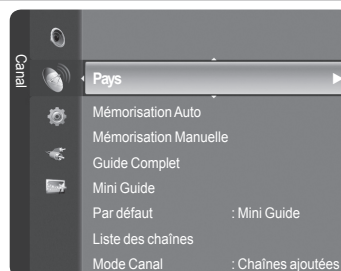 Canal
Pays
Mémorisation Auto
Mémorisation Manuelle
Guide Complet
Mini Guide
Par défaut : Mini Guide
Liste des chaînes
Mode Canal : Chaînes ajoutées